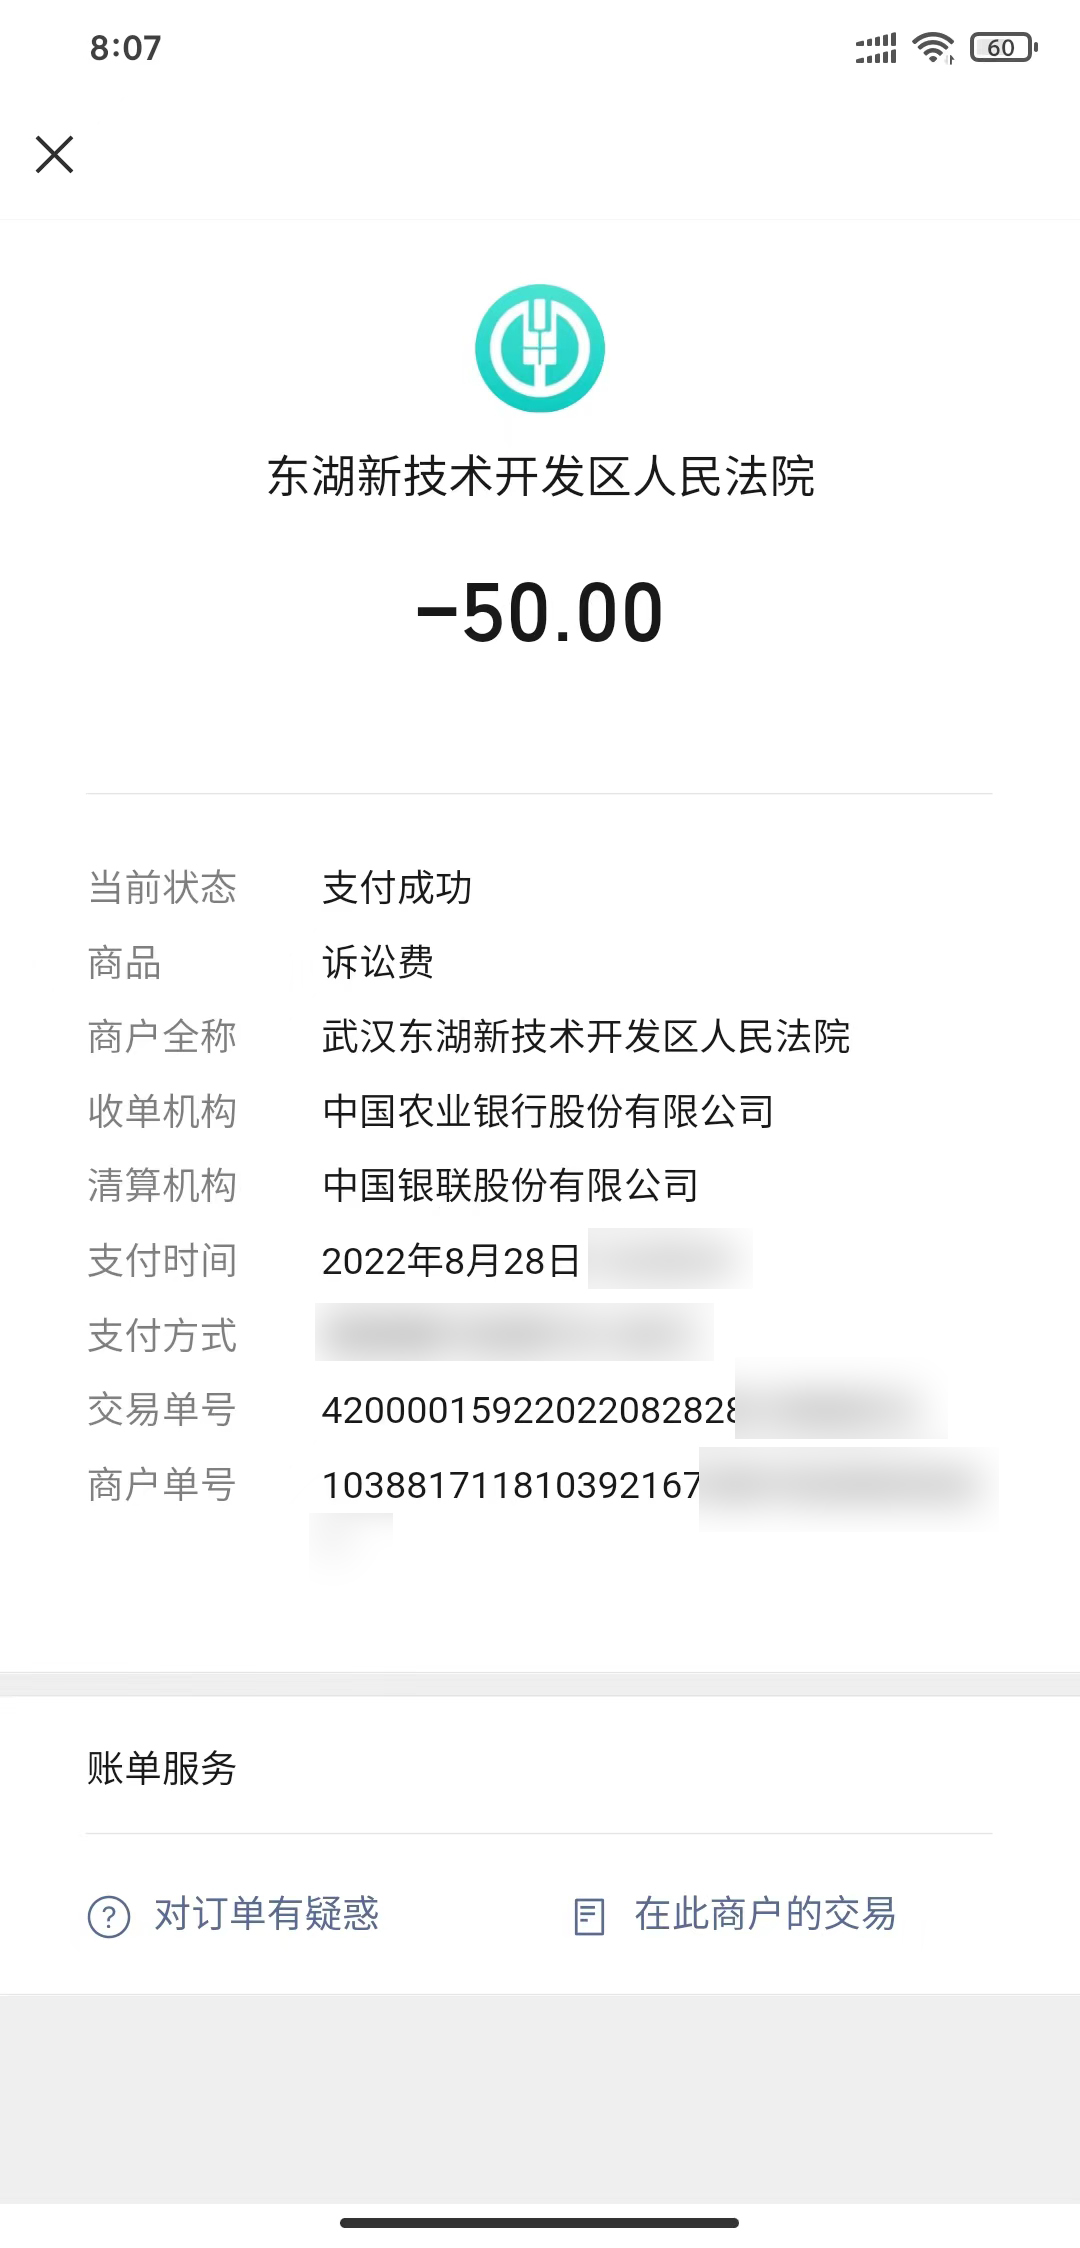 8:07
60
东湖新技术开发区人民法院
-50.00
当前状态 支付成功
商品 诉讼费
商户全称 武汉东湖新技术开发区人民法院
收单机构 中国农业银行股份有限公司
清算机构 中国银联股份有限公司
支付时间 2022年8月28日
支付方式
交易单号 42000015922022082828
商户单号 103881711810392167
账单服务
对订单有疑惑
在此商户的交易